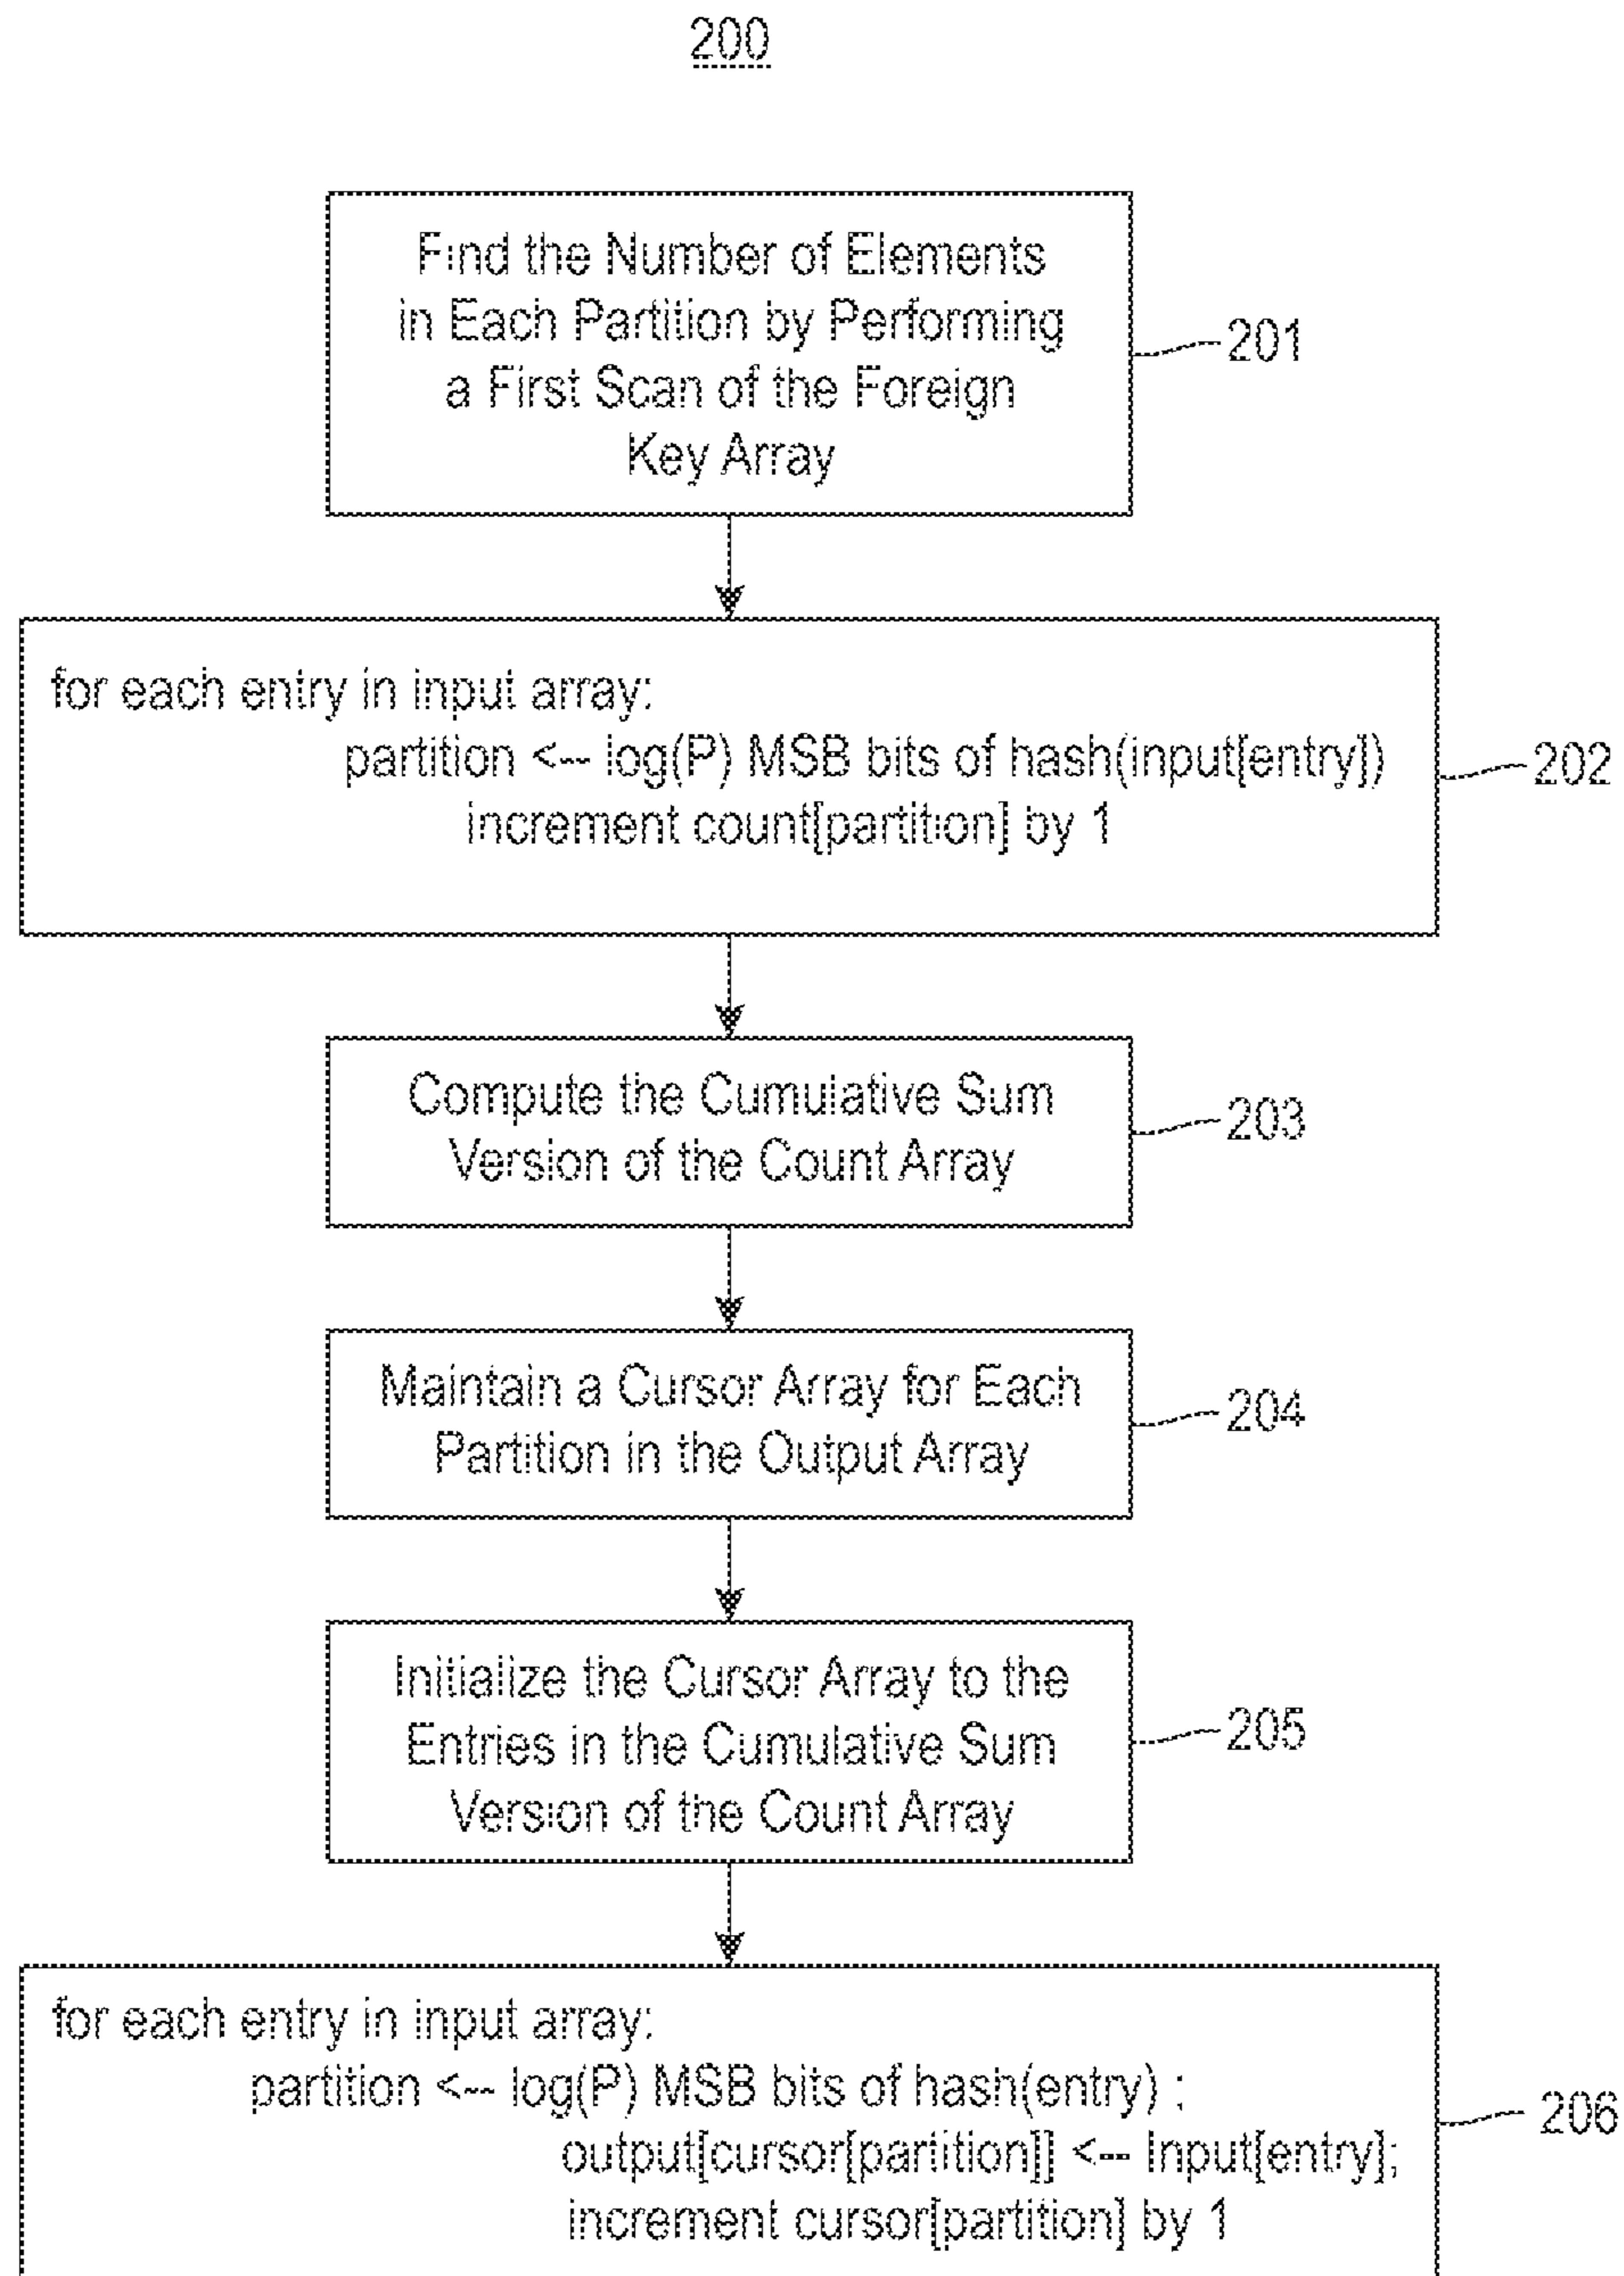 200
Find the Number of Elements
in Each Partition by Performing
a First Scan of the Foreign
Key Array
201
for each entry in input array:
partition <-- log(P) MSB bits of hash(input[entry])
increment count[partition] by 1
202
Compute the Cumulative Sum
Version of the Count Array
203
Maintain a Cursor Array for Each
Partition in the Output Array
204
Initialize the Cursor Array to the
Entries in the Cumulative Sum
Version of the Count Array
205
for each entry in input array:
partition <-- log(P) MSB bits of hash(entry) ;
output[cursor[partition]] <-- Input[entry];
increment cursor[partition] by 1
206